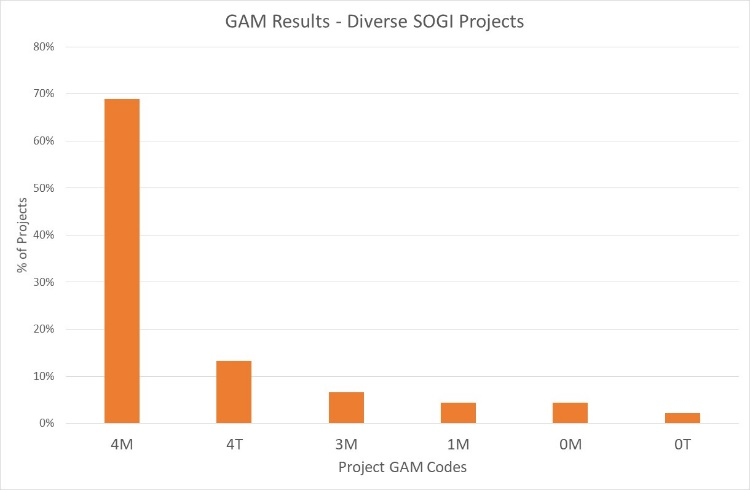 GAM Results - Diverse SOGI Projects
80%
70%
60%
50%
40%
30%
20%
10%
0%
% of Projects
4M 4T 3M 1M 0M 0T
Project GAM Codes